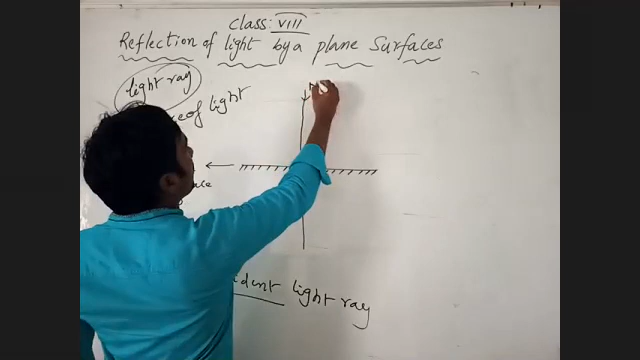 class: VIII
Reflection of light by a plane Surfaces
light ray
of light
light ray